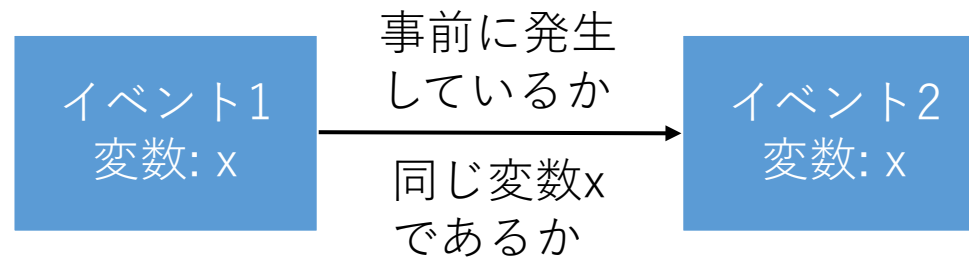 イベント1
変数: x
事前に発生
しているか
同じ変数x
であるか
イベント2
変数: x